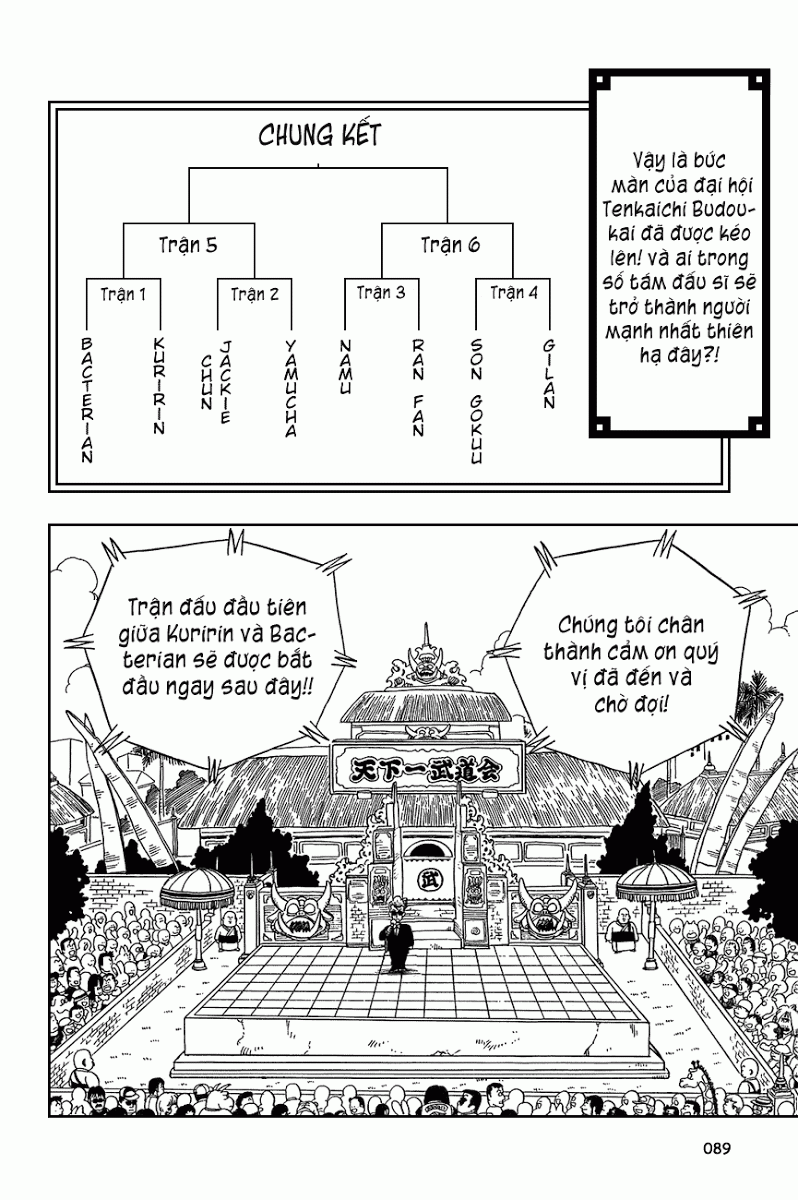 Vậy là bức
màn của đại hội
Tenkaichi Budou-
kai đã được kéo
lên! và ai trong
số tám đấu sĩ sẽ
trở thành người
mạnh nhất thiên
hạ đây?!
CHUNG KẾT
Trận 5
Trận 6
Trận 1
Trận 2
Trận 3
Trận 4
BACTERIAN
KURIRIN
JACKIE
CHUN
YAMUCHA
NAMU
RAN FAN
SON GOKUU
GILAN
Chúng tôi chân
thành cảm ơn quý
vị đã đến và
chờ đợi!
Trận đấu đầu tiên
giữa Kuririn và Bac-
terian sẽ được bắt
đầu ngay sau đây!!
天下一武道会
武
089